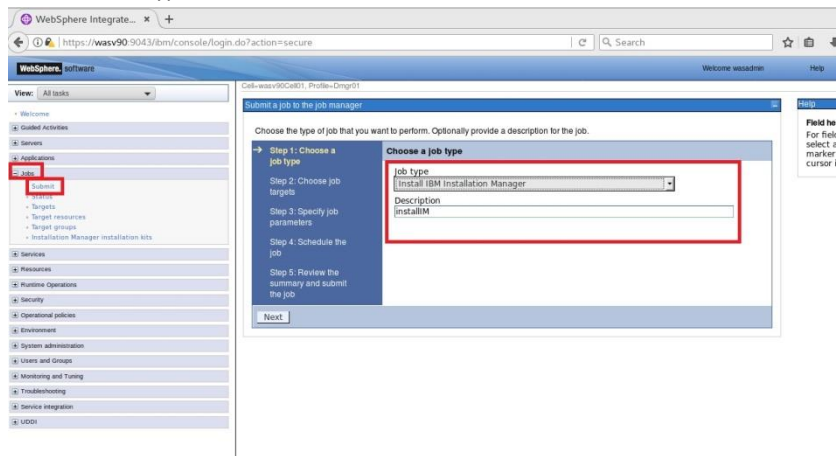 WebSphere Integrate...
https://wasv90:9043/ibm/console/login.do?action=secure
Search
WebSphere. software
Welcome wasadmin
Help
View: All tasks
Cell=wasv90Cell01, Profile=Dmgr01
Welcome
Guided Activities
Servers
Applications
Jobs
Submit
Status
Targets
Target resources
Target groups
Installation Manager installation kits
Services
Resources
Runtime Operations
Security
Operational policies
Environment
System administration
Users and Groups
Monitoring and Tuning
Troubleshooting
Service integration
UDDI
Submit a job to the job manager
Choose the type of job that you want to perform. Optionally provide a description for the job.
Step 1: Choose a
job type
Step 2: Choose job
targets
Step 3: Specify job
parameters
Step 4: Schedule the
job
Step 5: Review the
summary and submit
the job
Choose a job type
Job type
Install IBM Installation Manager
Description
installIM
Next
Help
Field he
For fiel
select a
marker
cursor i